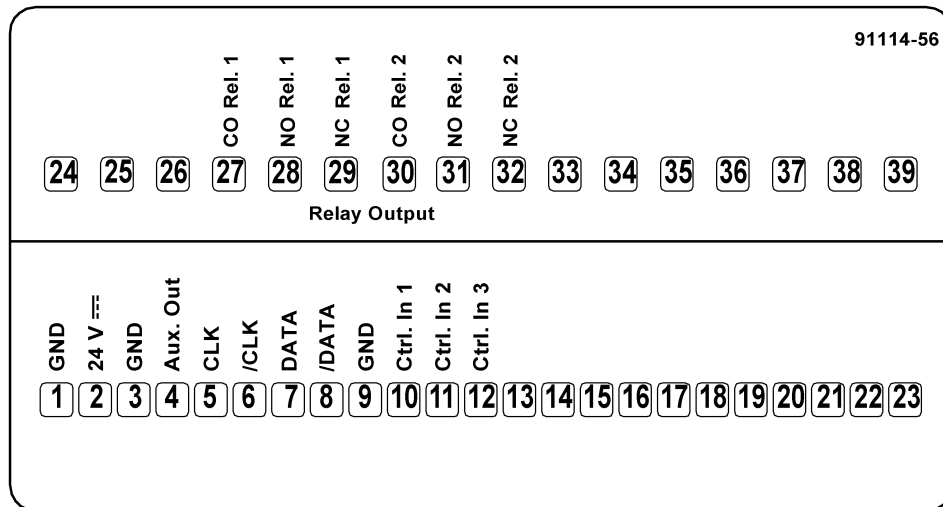 91114-56
CO Rel. 1
NO Rel. 1
NC Rel. 1
CO Rel. 2
NO Rel. 2
NC Rel. 2
24 25 26 27 28 29 30 31 32 33 34 35 36 37 38 39
Relay Output
GND
24 V ⎓
GND
Aux. Out
CLK
/CLK
DATA
/DATA
GND
Ctrl. In 1
Ctrl. In 2
Ctrl. In 3
1 2 3 4 5 6 7 8 9 10 11 12 13 14 15 16 17 18 19 20 21 22 23